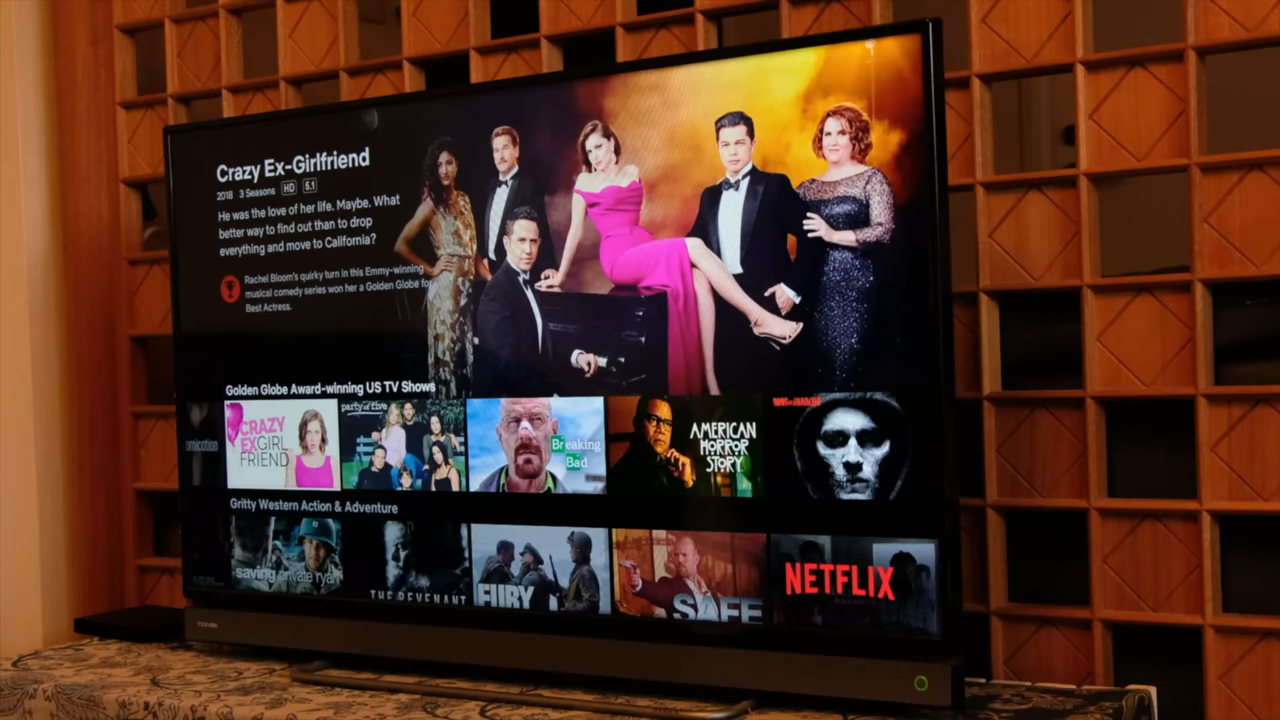 Crazy Ex-Girlfriend
2018 3 Seasons HD 5.1
He was the love of her life. Maybe. What
better way to find out than to drop
everything and move to California?
Rachel Bloom's quirky turn in this Emmy-winning
musical comedy series won her a Golden Globe for
Best Actress.
Golden Globe Award-winning US TV Shows
CRAZY
EX GIRL
FRIEND
party of five
Breaking
Bad
AMERICAN
HORROR
STORY
Gritty Western Action & Adventure
saving private ryan
THE REVENANT
FURY
SAFE
NETFLIX
TOSHIBA